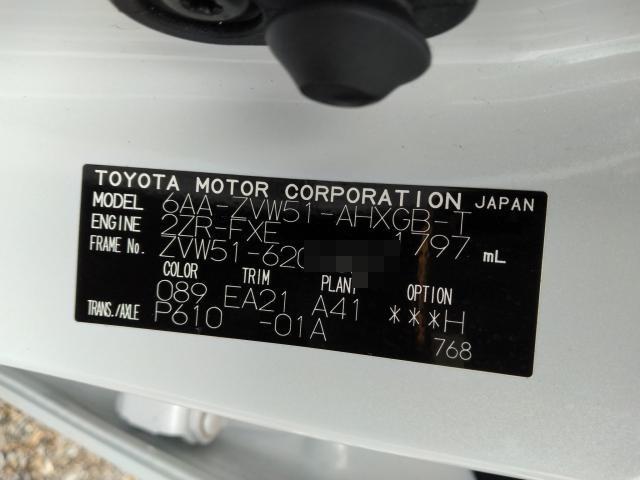 TOYOTA MOTOR CORPORATION JAPAN
MODEL 6AA-ZVW51-AHXGB-T
ENGINE 2ZR-FXE 1797 mL
FRAME No. ZVW51-620
COLOR TRIM PLAN, OPTION
089 EA21 A41 ***H
TRANS./AXLE P610 -01A
768